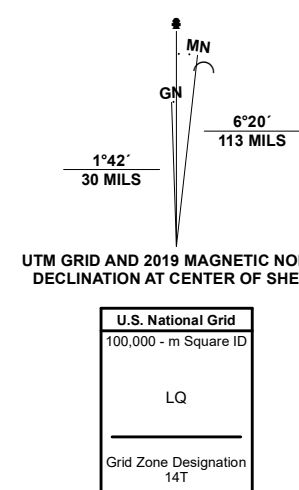 MN
GN
6°20´
113 MILS
1°42´
30 MILS
UTM GRID AND 2019 MAGNETIC NO
DECLINATION AT CENTER OF SHE
U.S. National Grid
100,000 - m Square ID
LQ
Grid Zone Designation
14T